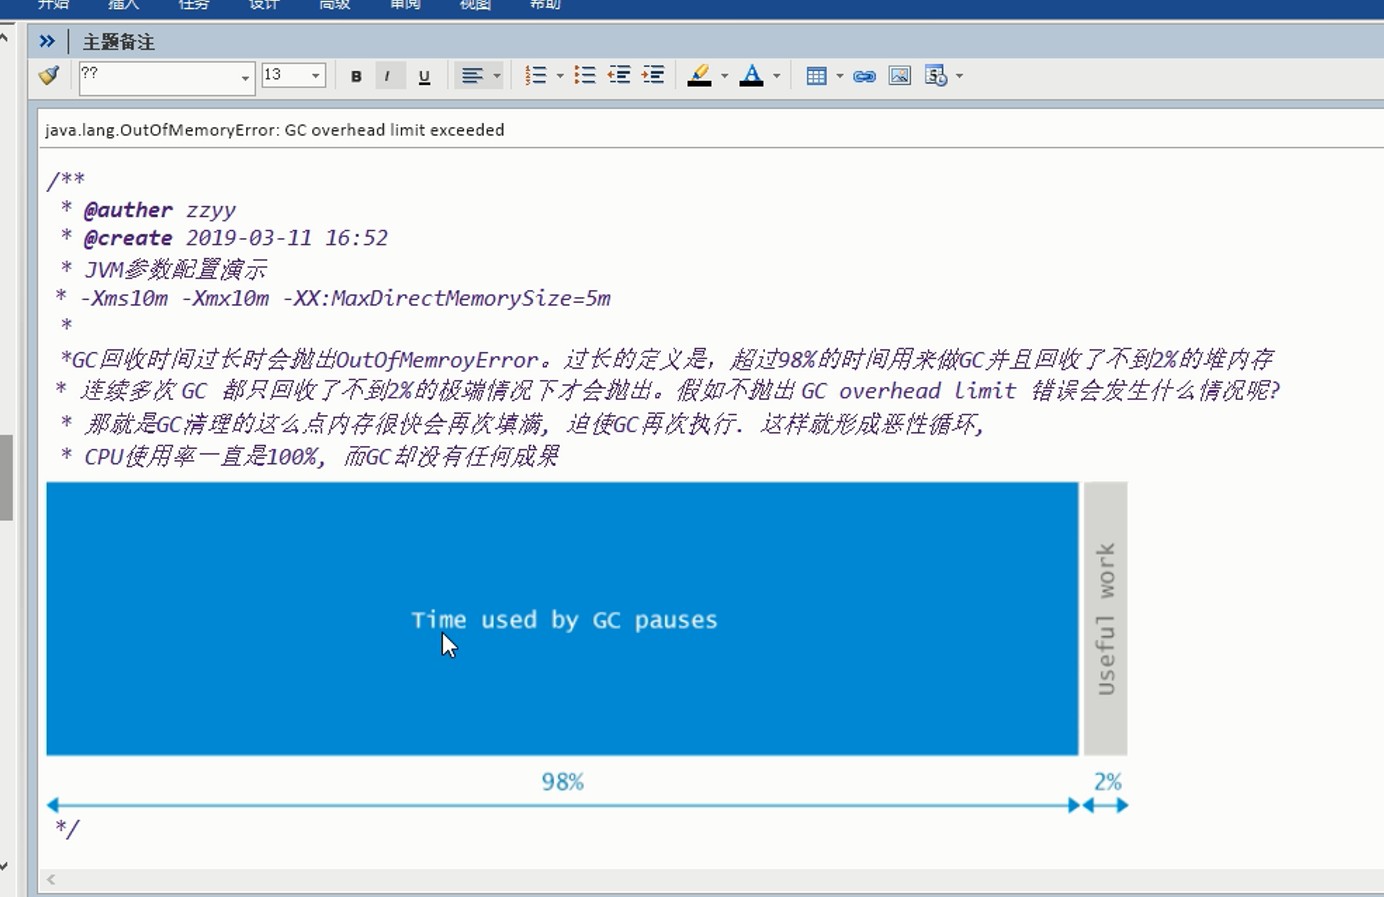 开始 插入 任务 设计 高级 审阅 视图 帮助
主题备注
?? 13 B I U A
java.lang.OutOfMemoryError: GC overhead limit exceeded
/**
* @auther zzyy
* @create 2019-03-11 16:52
* JVM参数配置演示
* -Xms10m -Xmx10m -XX:MaxDirectMemorySize=5m
*
*GC回收时间过长时会抛出OutOfMemroyError。过长的定义是，超过98%的时间用来做GC并且回收了不到2%的堆内存
* 连续多次 GC 都只回收了不到2%的极端情况下才会抛出。假如不抛出 GC overhead limit 错误会发生什么情况呢?
* 那就是GC清理的这么点内存很快会再次填满, 迫使GC再次执行. 这样就形成恶性循环,
* CPU使用率一直是100%, 而GC却没有任何成果
Time used by GC pauses
Useful work
98% 2%
*/